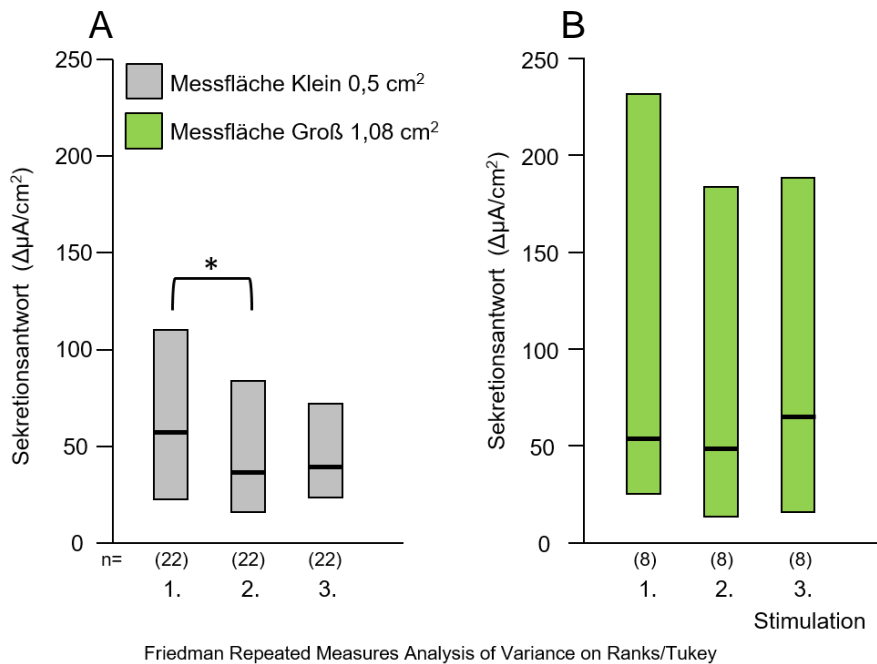 A
B
Sekretionsantwort (ΔµA/cm²)
250
200
150
100
50
0
Messfläche Klein 0,5 cm²
Messfläche Groß 1,08 cm²
*
n= (22) (22) (22)
1. 2. 3.
Sekretionsantwort (ΔµA/cm²)
250
200
150
100
50
0
(8) (8) (8)
1. 2. 3.
Stimulation
Friedman Repeated Measures Analysis of Variance on Ranks/Tukey